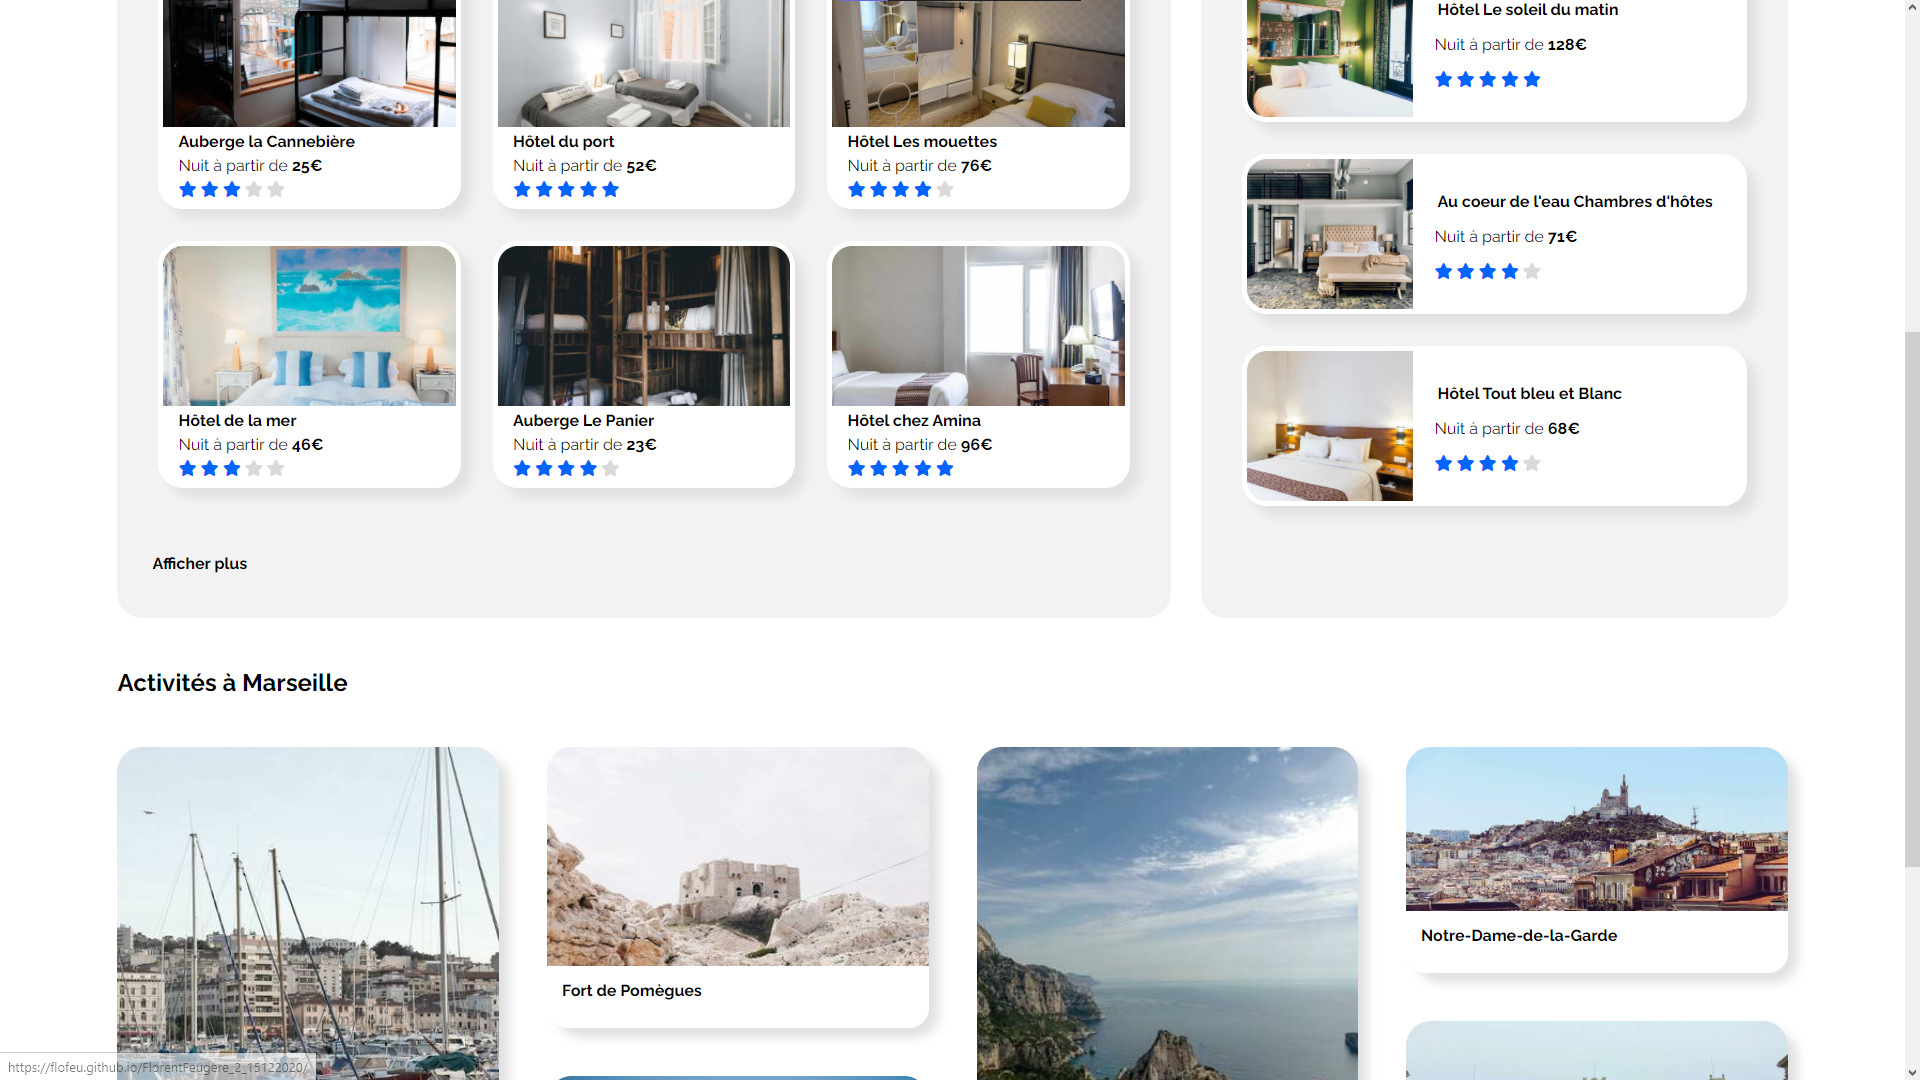 Auberge la Cannebière
Nuit à partir de 25€
Hôtel du port
Nuit à partir de 52€
Hôtel Les mouettes
Nuit à partir de 76€
Hôtel de la mer
Nuit à partir de 46€
Auberge Le Panier
Nuit à partir de 23€
Hôtel chez Amina
Nuit à partir de 96€
Afficher plus
Hôtel Le soleil du matin
Nuit à partir de 128€
Au coeur de l'eau Chambres d'hôtes
Nuit à partir de 71€
Hôtel Tout bleu et Blanc
Nuit à partir de 68€
Activités à Marseille
Fort de Pomègues
Notre-Dame-de-la-Garde
https://flofeu.github.io/FlorentFeugere_2_15122020/